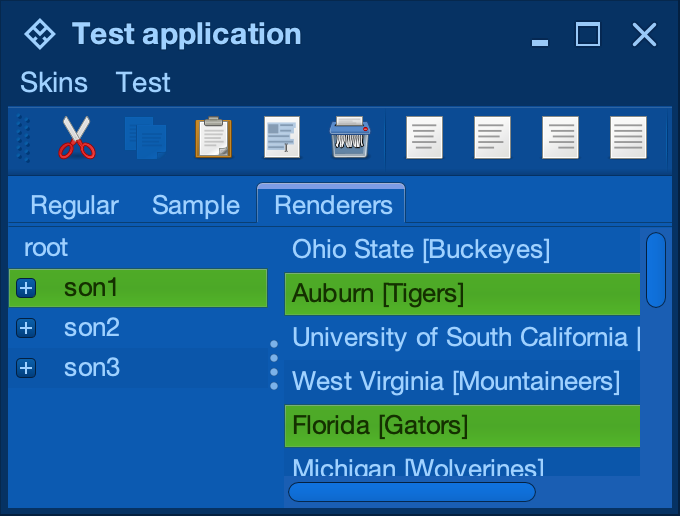 Test application
Skins Test
Regular Sample Renderers
root
son1
son2
son3
Ohio State [Buckeyes]
Auburn [Tigers]
University of South California [
West Virginia [Mountaineers]
Florida [Gators]
Michigan [Wolverines]